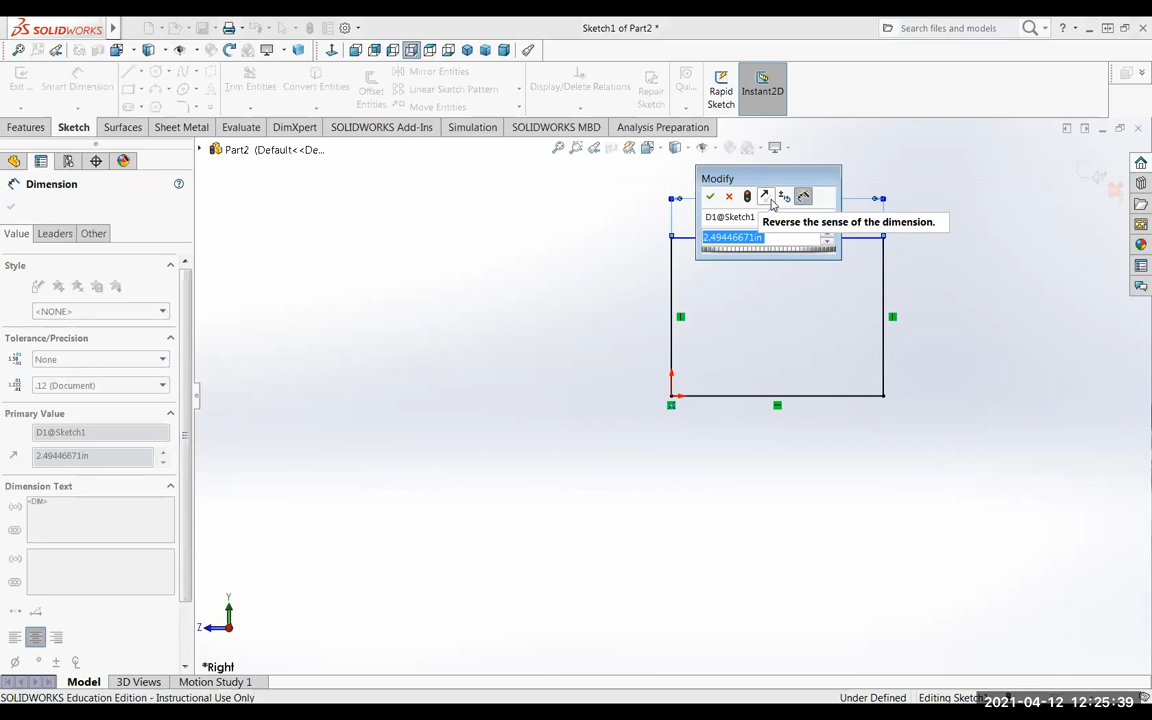 SOLIDWORKS
Sketch1 of Part2 *
Search files and models
?
Exit ...
Smart Dimension
Trim Entities
Convert Entities
Offset Entities
Mirror Entities
Linear Sketch Pattern
Move Entities
Display/Delete Relations
Repair Sketch
Qui...
Rapid Sketch
Instant2D
Features
Sketch
Surfaces
Sheet Metal
Evaluate
DimXpert
SOLIDWORKS Add-Ins
Simulation
SOLIDWORKS MBD
Analysis Preparation
Part2 (Default<<De...
Dimension
Value
Leaders
Other
Style
<NONE>
Tolerance/Precision
None
.12 (Document)
Primary Value
D1@Sketch1
2.49446671in
Dimension Text
<DIM>
Modify
D1@Sketch1
Reverse the sense of the dimension.
2.49446671in
Y
Z
*Right
Model
3D Views
Motion Study 1
SOLIDWORKS Education Edition - Instructional Use Only
Under Defined
Editing Sketch1
2021-04-12 12:25:39